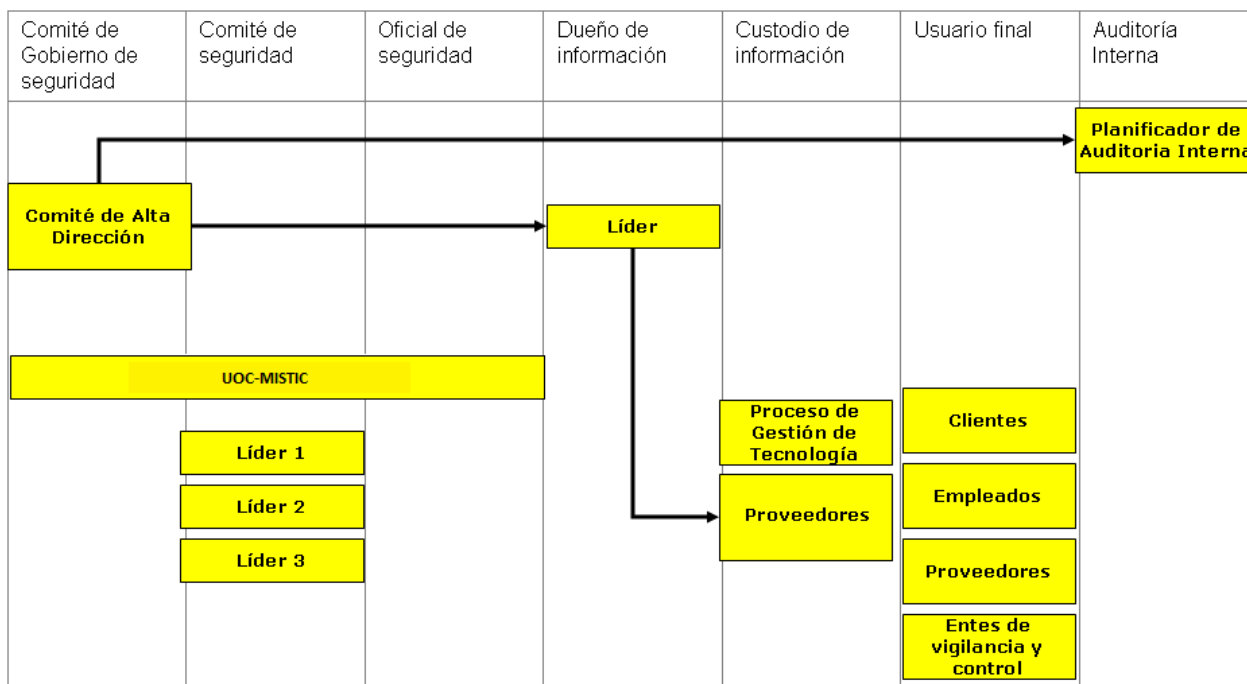 Comité de
Gobierno de
seguridad
Comité de
seguridad
Oficial de
seguridad
Dueño de
información
Custodio de
información
Usuario final
Auditoría
Interna
Planificador de
Auditoria Interna
Comité de Alta
Dirección
Líder
UOC-MISTIC
Líder 1
Líder 2
Líder 3
Proceso de
Gestión de
Tecnología
Proveedores
Clientes
Empleados
Proveedores
Entes de
vigilancia y
control